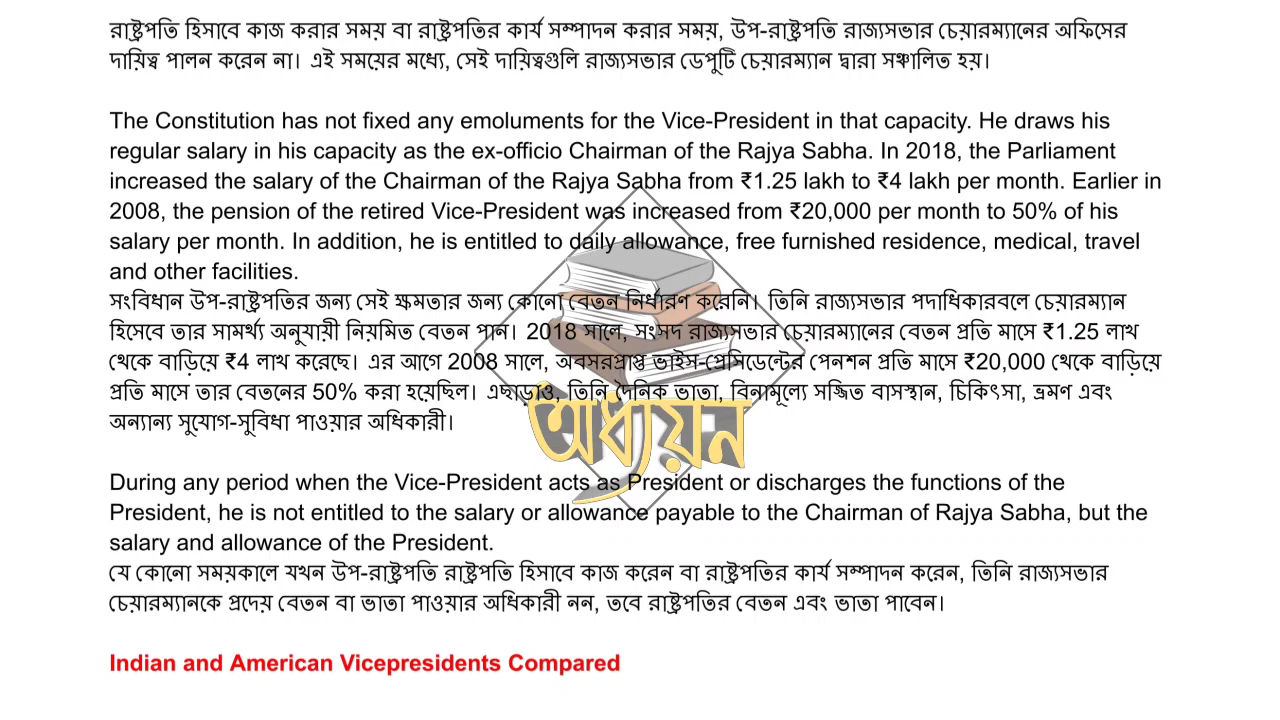 রাষ্ট্রপতি হিসাবে কাজ করার সময় বা রাষ্ট্রপতির কার্য সম্পাদন করার সময়, উপ-রাষ্ট্রপতি রাজ্যসভার চেয়ারম্যানের অফিসের
দায়িত্ব পালন করেন না। এই সময়ের মধ্যে, সেই দায়িত্বগুলি রাজ্যসভার ডেপুটি চেয়ারম্যান দ্বারা সঞ্চালিত হয়।
The Constitution has not fixed any emoluments for the Vice-President in that capacity. He draws his
regular salary in his capacity as the ex-officio Chairman of the Rajya Sabha. In 2018, the Parliament
increased the salary of the Chairman of the Rajya Sabha from ₹1.25 lakh to ₹4 lakh per month. Earlier in
2008, the pension of the retired Vice-President was increased from ₹20,000 per month to 50% of his
salary per month. In addition, he is entitled to daily allowance, free furnished residence, medical, travel
and other facilities.
সংবিধান উপ-রাষ্ট্রপতির জন্য সেই ক্ষমতার জন্য কোনো বেতন নির্ধারণ করেনি। তিনি রাজ্যসভার পদাধিকারবলে চেয়ারম্যান
হিসেবে তার সামর্থ্য অনুযায়ী নিয়মিত বেতন পান। 2018 সালে, সংসদ রাজ্যসভার চেয়ারম্যানের বেতন প্রতি মাসে ₹1.25 লাখ
থেকে বাড়িয়ে ₹4 লাখ করেছে। এর আগে 2008 সালে, অবসরপ্রাপ্ত ভাইস-প্রেসিডেন্টের পেনশন প্রতি মাসে ₹20,000 থেকে বাড়িয়ে
প্রতি মাসে তার বেতনের 50% করা হয়েছিল। এছাড়াও, তিনি দৈনিক ভাতা, বিনামূল্যে সজ্জিত বাসস্থান, চিকিৎসা, ভ্রমণ এবং
অন্যান্য সুযোগ-সুবিধা পাওয়ার অধিকারী।
অধ্যয়ন
During any period when the Vice-President acts as President or discharges the functions of the
President, he is not entitled to the salary or allowance payable to the Chairman of Rajya Sabha, but the
salary and allowance of the President.
যে কোনো সময়কালে যখন উপ-রাষ্ট্রপতি রাষ্ট্রপতি হিসাবে কাজ করেন বা রাষ্ট্রপতির কার্য সম্পাদন করেন, তিনি রাজ্যসভার
চেয়ারম্যানকে প্রদেয় বেতন বা ভাতা পাওয়ার অধিকারী নন, তবে রাষ্ট্রপতির বেতন এবং ভাতা পাবেন।
Indian and American Vicepresidents Compared